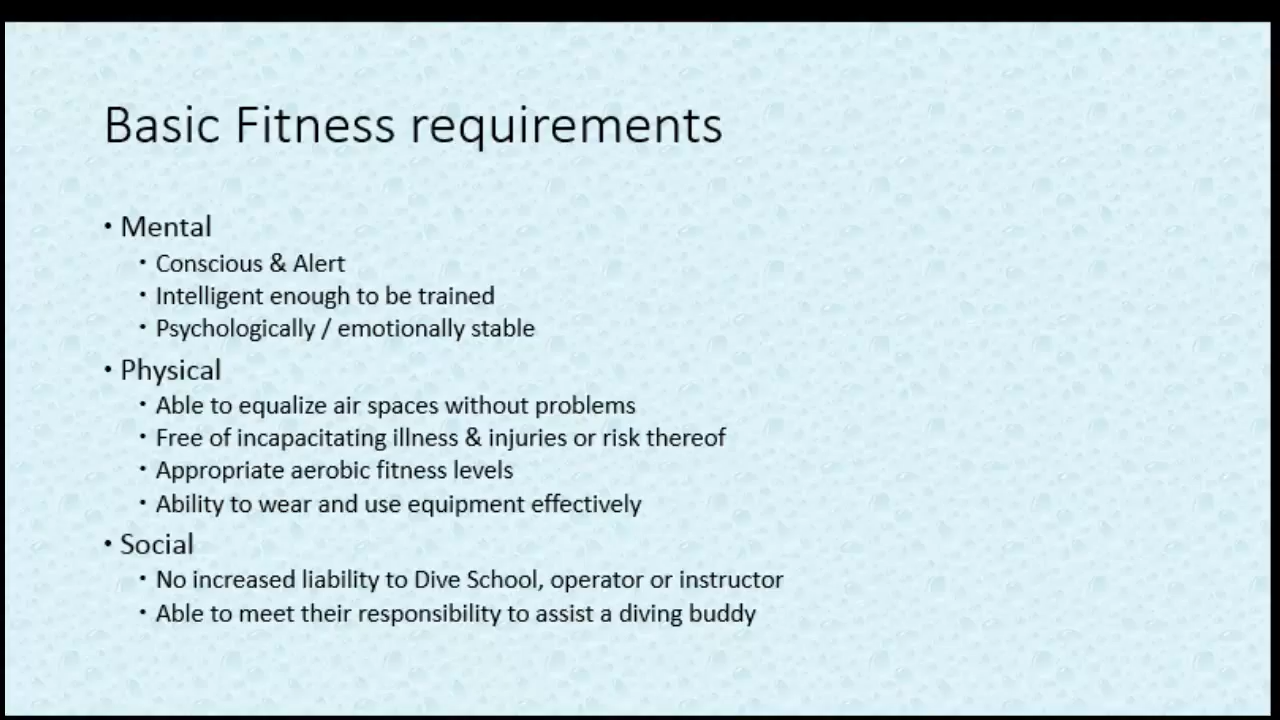 Basic Fitness requirements
• Mental
• Conscious & Alert
• Intelligent enough to be trained
• Psychologically / emotionally stable
• Physical
• Able to equalize air spaces without problems
• Free of incapacitating illness & injuries or risk thereof
• Appropriate aerobic fitness levels
• Ability to wear and use equipment effectively
• Social
• No increased liability to Dive School, operator or instructor
• Able to meet their responsibility to assist a diving buddy